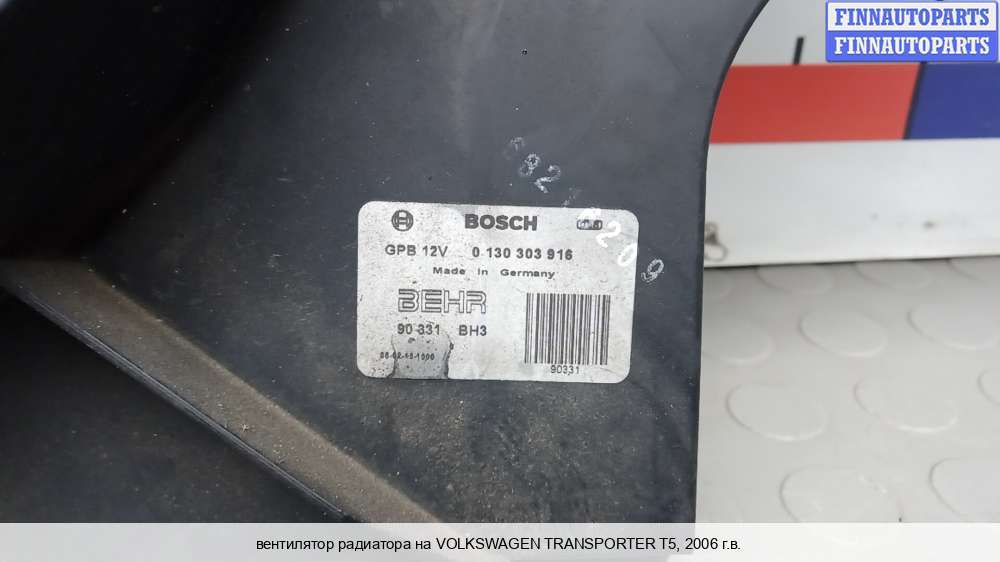 FINNAUTOPARTS
FINNAUTOPARTS
BOSCH
GPB 12V 0 130 303 916
Made in Germany
BEHR
90 331 BH3
90331
вентилятор радиатора на VOLKSWAGEN TRANSPORTER T5, 2006 г.в.